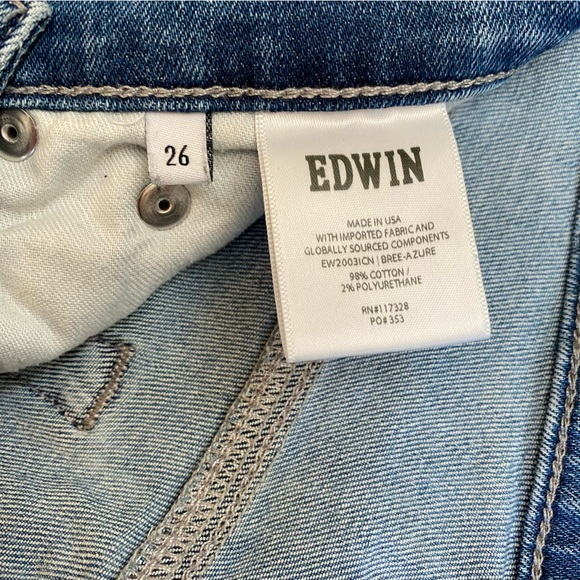 26
EDWIN
MADE IN USA
WITH IMPORTED FABRIC AND
GLOBALLY SOURCED COMPONENTS
EW2003ICN | BREE-AZURE
98% COTTON /
2% POLYURETHANE
RN#117328
PO# 353